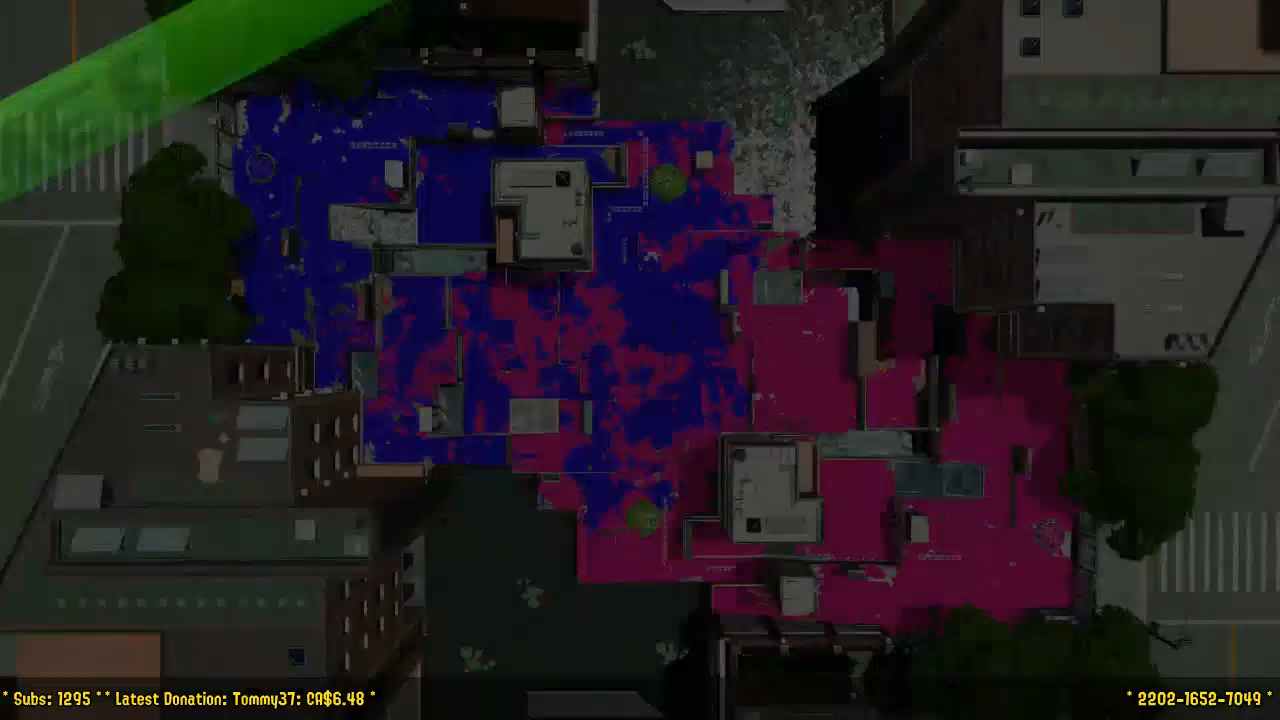 * Subs: 1295 * * Latest Donation: Tommy37: CA$6.48 *
* 2202-1652-7049 *